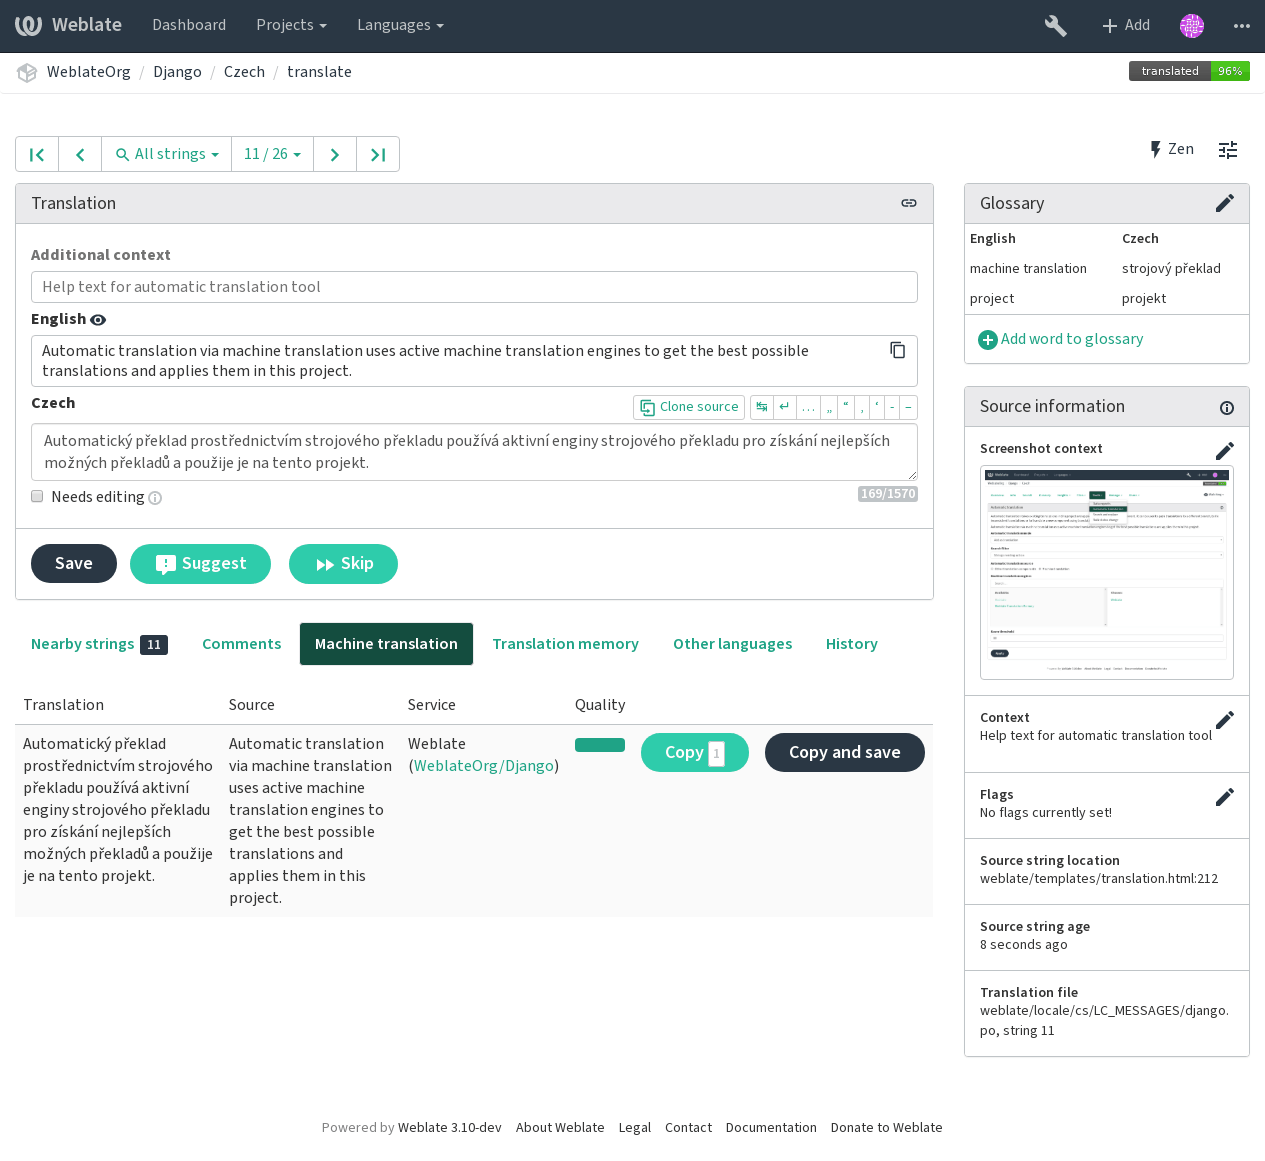 Weblate Dashboard Projects Languages Add
WeblateOrg / Django / Czech / translate translated 96%
All strings 11 / 26 Zen
Translation
Additional context
Help text for automatic translation tool
English
Automatic translation via machine translation uses active machine translation engines to get the best possible
translations and applies them in this project.
Czech Clone source ↹ ↵ … „ “ ‚ ‘ - –
Automatický překlad prostřednictvím strojového překladu používá aktivní enginy strojového překladu pro získání nejlepších
možných překladů a použije je na tento projekt.
Needs editing 169/1570
Save Suggest Skip
Nearby strings 11 Comments Machine translation Translation memory Other languages History
Translation Source Service Quality
Automatický překlad
prostřednictvím strojového
překladu používá aktivní
enginy strojového překladu
pro získání nejlepších
možných překladů a použije
je na tento projekt.
Automatic translation
via machine translation
uses active machine
translation engines to
get the best possible
translations and
applies them in this
project.
Weblate
(WeblateOrg/Django)
Copy 1 Copy and save
Glossary
English Czech
machine translation strojový překlad
project projekt
Add word to glossary
Source information
Screenshot context
Context
Help text for automatic translation tool
Flags
No flags currently set!
Source string location
weblate/templates/translation.html:212
Source string age
8 seconds ago
Translation file
weblate/locale/cs/LC_MESSAGES/django.
po, string 11
Powered by Weblate 3.10-dev About Weblate Legal Contact Documentation Donate to Weblate